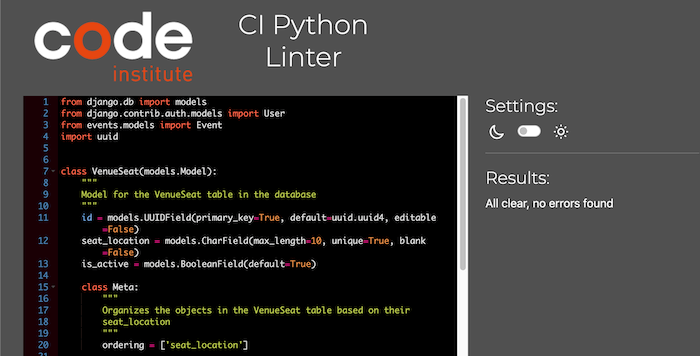 code
institute
CI Python
Linter
1 from django.db import models
2 from django.contrib.auth.models import User
3 from events.models import Event
4 import uuid
5
6
7 class VenueSeat(models.Model):
8 """
9 Model for the VenueSeat table in the database
10 """
11 id = models.UUIDField(primary_key=True, default=uuid.uuid4, editable
=False)
12 seat_location = models.CharField(max_length=10, unique=True, blank
=False)
13 is_active = models.BooleanField(default=True)
14
15 class Meta:
16 """
17 Organizes the objects in the VenueSeat table based on their
18 seat_location
19 """
20 ordering = ['seat_location']
Settings:
Results:
All clear, no errors found